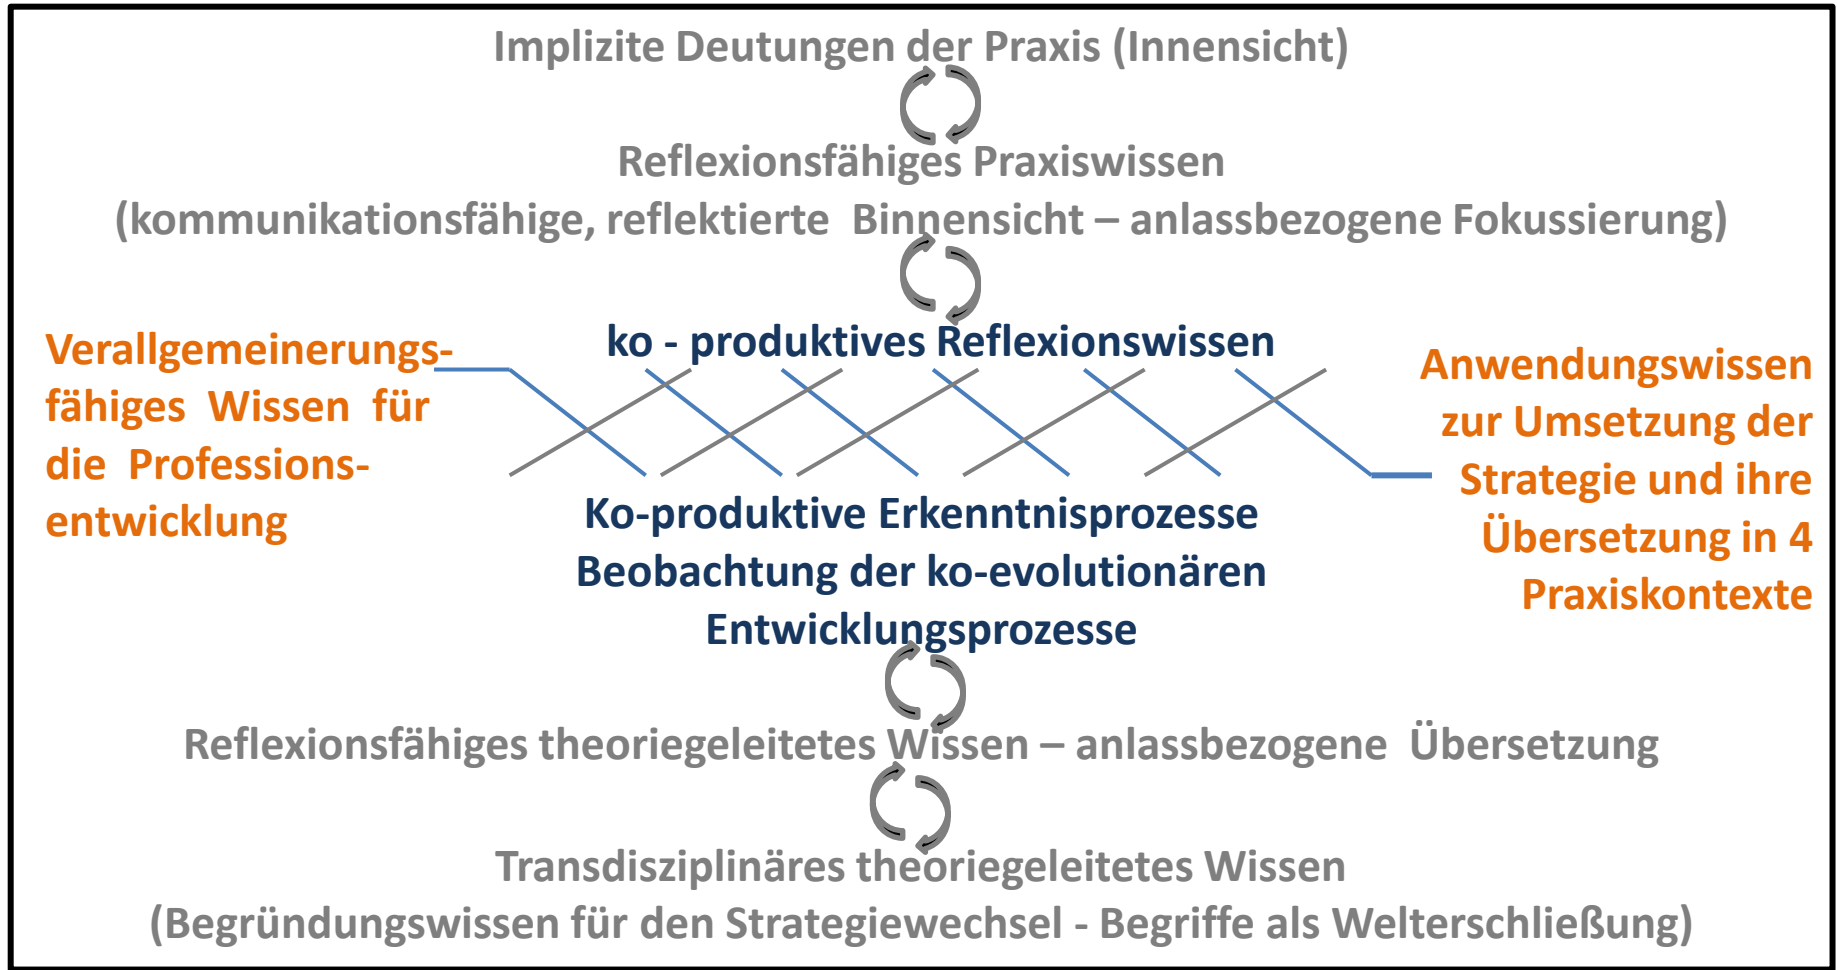 Implizite Deutungen der Praxis (Innensicht)
Reflexionsfähiges Praxiswissen
(kommunikationsfähige, reflektierte Binnensicht – anlassbezogene Fokussierung)
Verallgemeinerungs-
fähiges Wissen für
die Professions-
entwicklung
ko - produktives Reflexionswissen
Ko-produktive Erkenntnisprozesse
Beobachtung der ko-evolutionären
Entwicklungsprozesse
Anwendungswissen
zur Umsetzung der
Strategie und ihre
Übersetzung in 4
Praxiskontexte
Reflexionsfähiges theoriegeleitetes Wissen – anlassbezogene Übersetzung
Transdisziplinäres theoriegeleitetes Wissen
(Begründungswissen für den Strategiewechsel - Begriffe als Welterschließung)